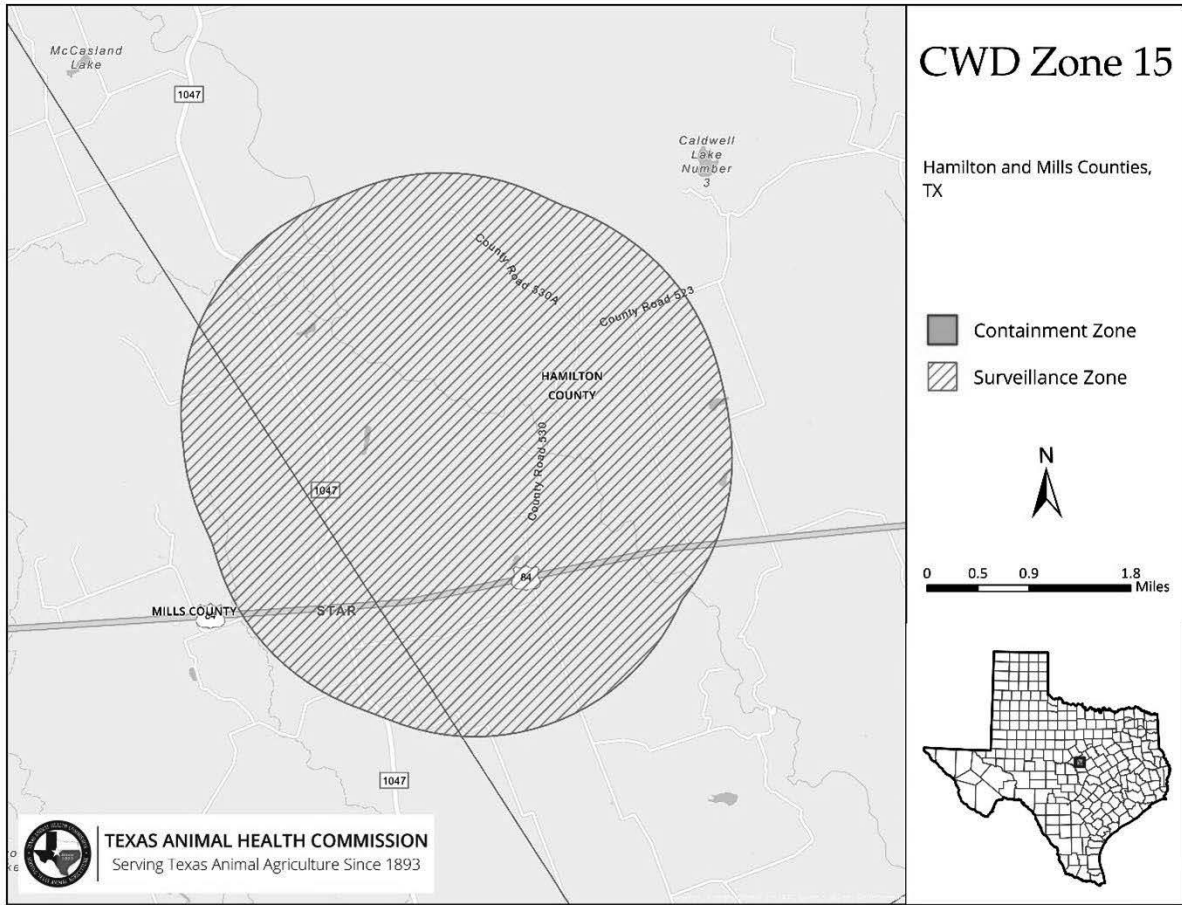 McCasland
Lake
1047
Caldwell
Lake
Number
3
County Road 530A
County Road 523
HAMILTON
COUNTY
County Road 530
1047
84
MILLS COUNTY
84
STAR
1047
TEXAS ANIMAL HEALTH COMMISSION
Serving Texas Animal Agriculture Since 1893
CWD Zone 15
Hamilton and Mills Counties,
TX
Containment Zone
Surveillance Zone
N
0 0.5 0.9 1.8
Miles